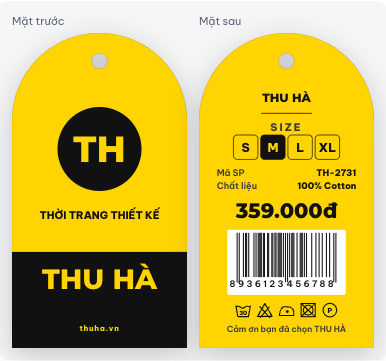 Mặt trước
TH
THỜI TRANG THIẾT KẾ
THU HÀ
thuha.vn
Mặt sau
THU HÀ
SIZE
S M L XL
Mã SP TH-2731
Chất liệu 100% Cotton
359.000đ
8936123456788
30 P
Cảm ơn bạn đã chọn THU HÀ